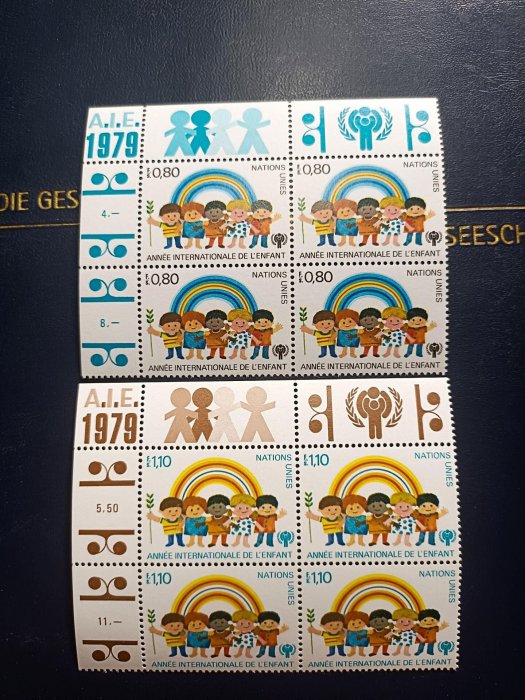 A.I.E.
1979
F.s. 0,80 NATIONS UNIES
ANNÉE INTERNATIONALE DE L'ENFANT
F.s. 0,80 NATIONS UNIES
ANNÉE INTERNATIONALE DE L'ENFANT
4.—
DIE GES
SEESCH
F.s. 0,80 NATIONS UNIES
ANNÉE INTERNATIONALE DE L'ENFANT
F.s. 0,80 NATIONS UNIES
ANNÉE INTERNATIONALE DE L'ENFANT
8.—
A.I.E.
1979
F.s. 1,10 NATIONS UNIES
ANNÉE INTERNATIONALE DE L'ENFANT
F.s. 1,10 NATIONS UNIES
ANNÉE INTERNATIONALE DE L'ENFANT
5.50
F.s. 1,10 NATIONS UNIES
ANNÉE INTERNATIONALE DE L'ENFANT
F.s. 1,10 NATIONS UNIES
ANNÉE INTERNATIONALE DE L'ENFANT
11.—